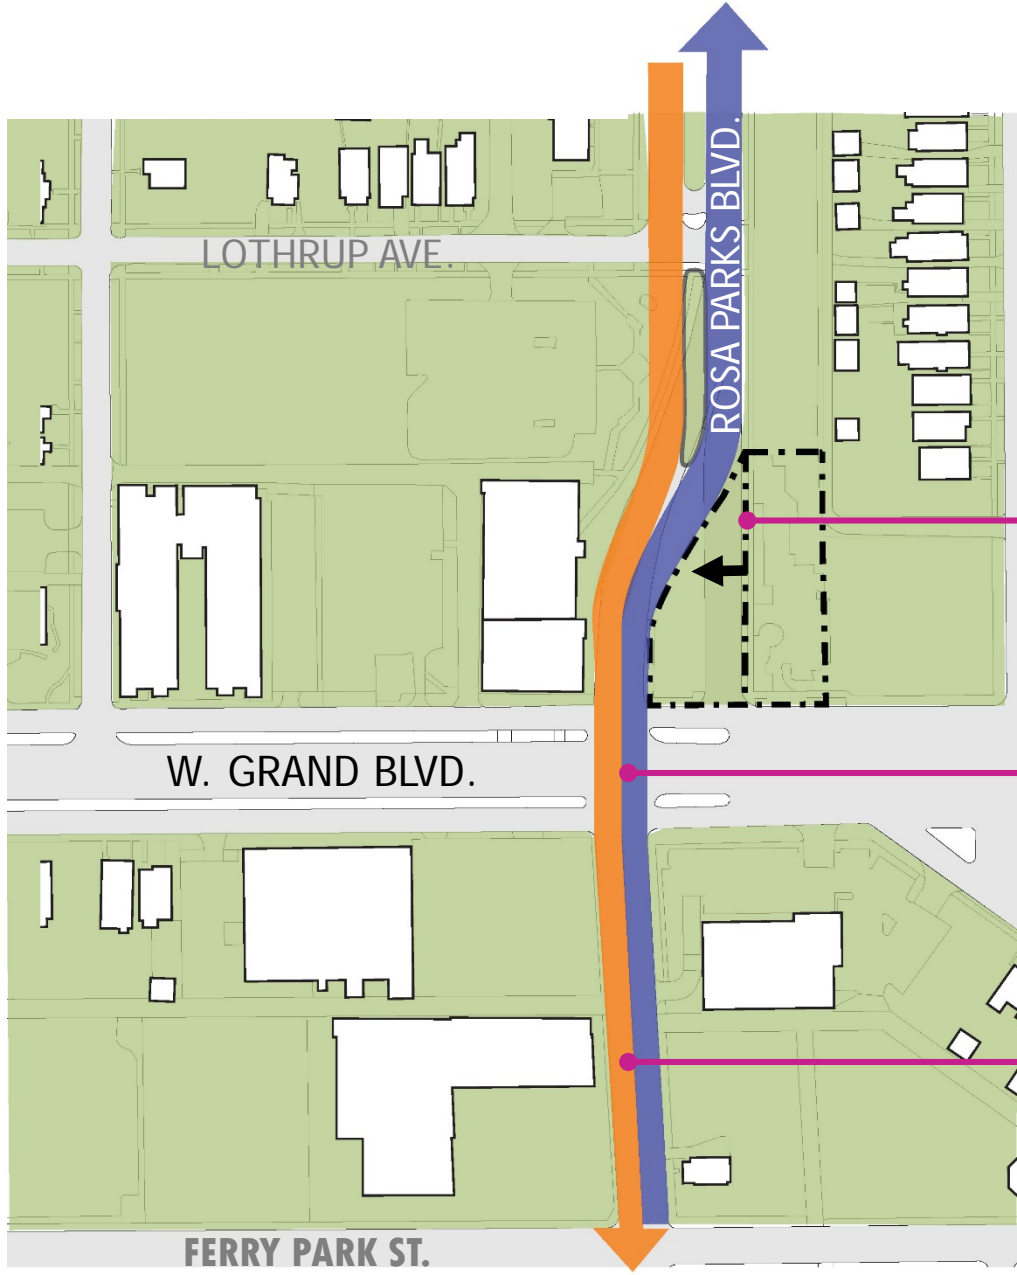 ROSA PARKS BLVD.
LOTHRUP AVE.
W. GRAND BLVD.
FERRY PARK ST.